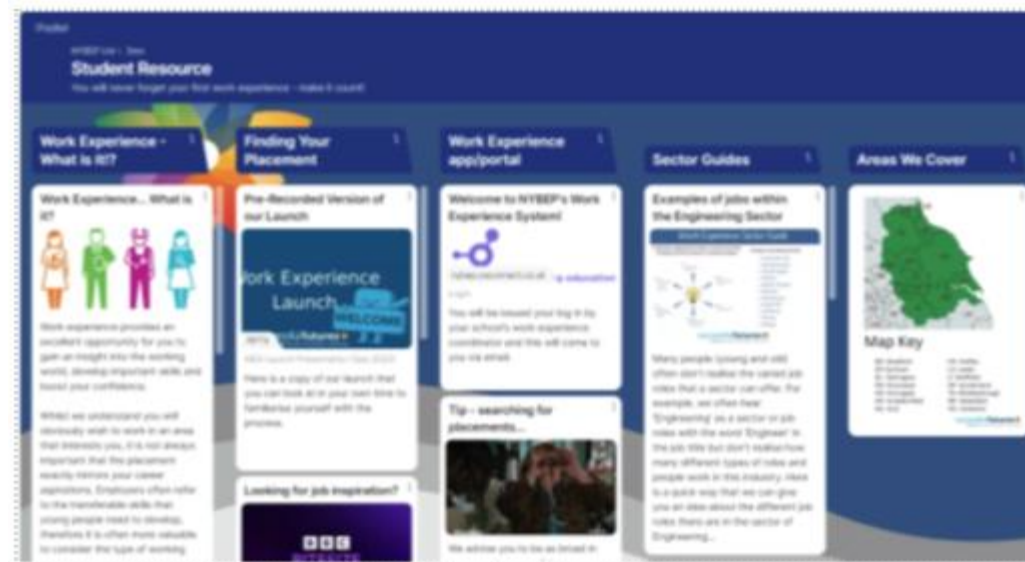 Padlet
Student Resource
You will never forget your first work experience - make it count!
Work Experience -
What is it!?
Work Experience... What is
it?
Work experience provides an
excellent opportunity for you to
gain an insight into the working
world, develop important skills and
boost your confidence.
Whilst we understand you will
obviously wish to work in an area
that interests you, it is not always
important that the placement
exactly mirrors your career
aspirations. Employers often refer
to the transferable skills that
young people need to develop,
therefore it is often more valuable
to consider the type of working
Finding Your
Placement
Pre-Recorded Version of
our Launch
Work Experience
Launch
WELCOME
Here is a copy of our launch that
you can look at in your own time to
familiarise yourself with the
process.
Looking for job inspiration?
BBC
BITESIZE
Work Experience
app/portal
Welcome to NYBEP's Work
Experience System!
You will be issued your log in by
your school's work experience
coordinator and this will come to
you via email.
Tip - searching for
placements...
We advise you to be as broad in
Sector Guides
Examples of jobs within
the Engineering Sector
Work Experience Sector Guide
Many people (young and old)
often don't realise the varied job
roles that a sector can offer. For
example, we often hear
'Engineering' as a sector or job
roles with the word 'Engineer' in
the job title but don't realise how
many different types of roles and
people work in this industry. Here
is a quick way that we can give
you an idea about the different job
roles there are in the sector of
Engineering...
Areas We Cover
Map Key